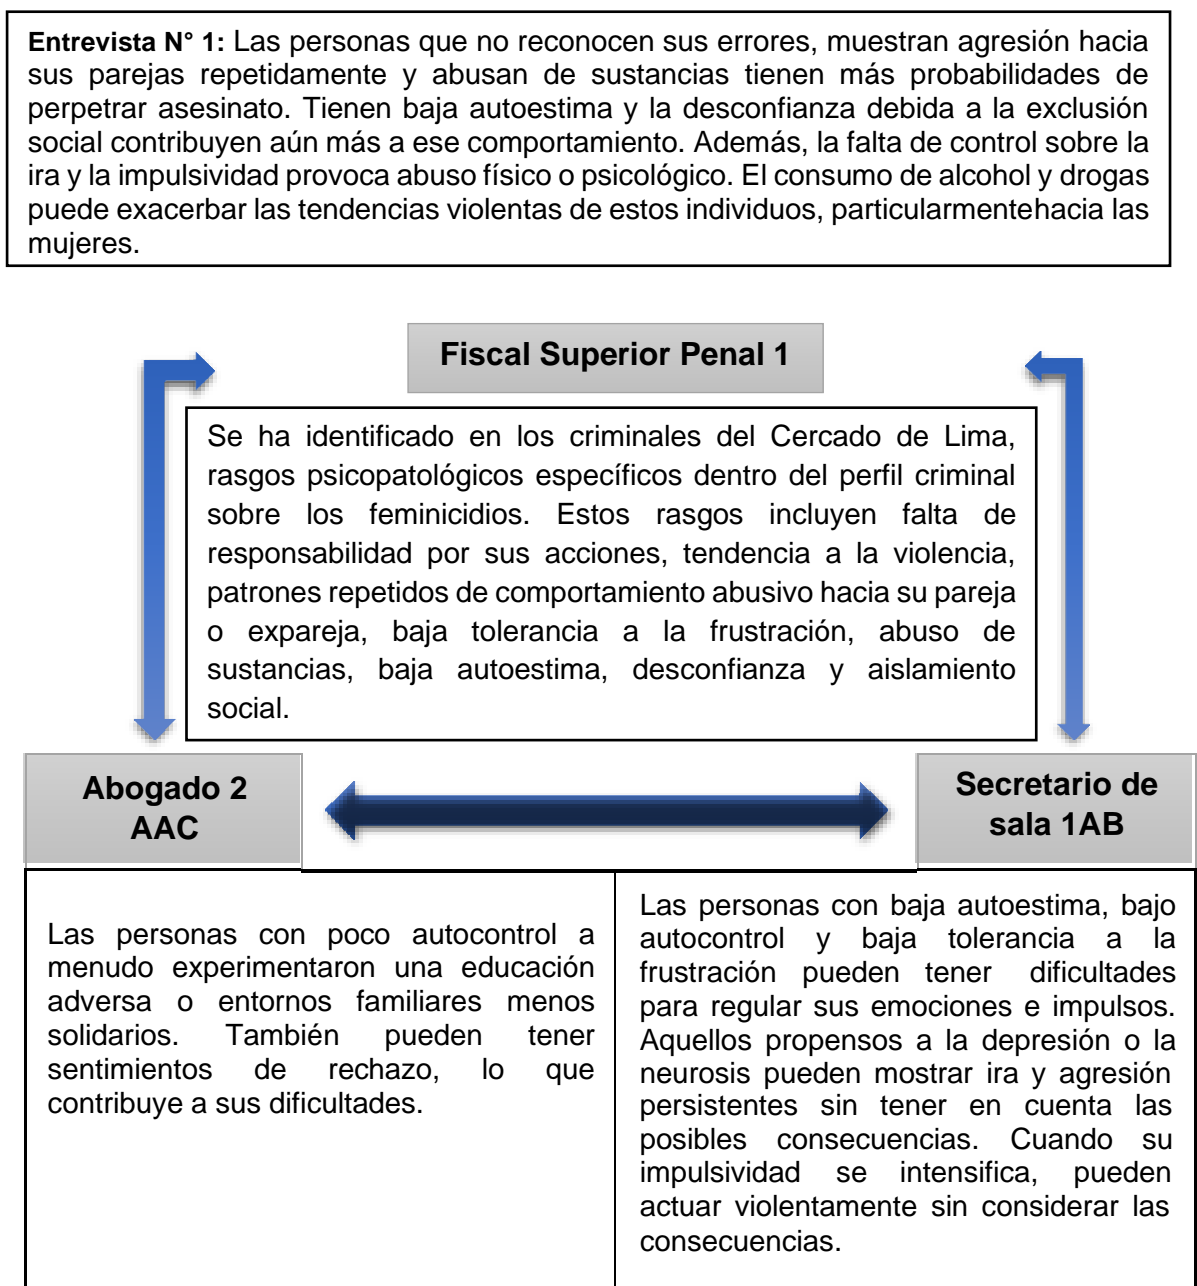 Entrevista N° 1: Las personas que no reconocen sus errores, muestran agresión hacia
sus parejas repetidamente y abusan de sustancias tienen más probabilidades de
perpetrar asesinato. Tienen baja autoestima y la desconfianza debida a la exclusión
social contribuyen aún más a ese comportamiento. Además, la falta de control sobre la
ira y la impulsividad provoca abuso físico o psicológico. El consumo de alcohol y drogas
puede exacerbar las tendencias violentas de estos individuos, particularmentehacia las
mujeres.
Fiscal Superior Penal 1
Se ha identificado en los criminales del Cercado de Lima,
rasgos psicopatológicos específicos dentro del perfil criminal
sobre los feminicidios. Estos rasgos incluyen falta de
responsabilidad por sus acciones, tendencia a la violencia,
patrones repetidos de comportamiento abusivo hacia su pareja
o expareja, baja tolerancia a la frustración, abuso de
sustancias, baja autoestima, desconfianza y aislamiento
social.
Abogado 2
AAC
Secretario de
sala 1AB
Las personas con poco autocontrol a
menudo experimentaron una educación
adversa o entornos familiares menos
solidarios. También pueden tener
sentimientos de rechazo, lo que
contribuye a sus dificultades.
Las personas con baja autoestima, bajo
autocontrol y baja tolerancia a la
frustración pueden tener dificultades
para regular sus emociones e impulsos.
Aquellos propensos a la depresión o la
neurosis pueden mostrar ira y agresión
persistentes sin tener en cuenta las
posibles consecuencias. Cuando su
impulsividad se intensifica, pueden
actuar violentamente sin considerar las
consecuencias.